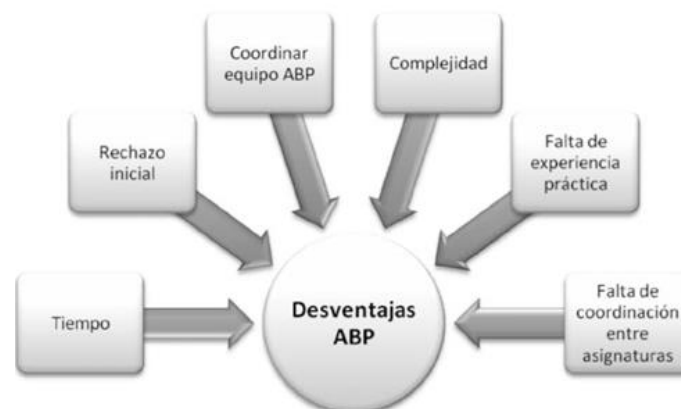 Coordinar
equipo ABP
Complejidad
Rechazo
inicial
Falta de
experiencia
práctica
Tiempo
Desventajas
ABP
Falta de
coordinación
entre
asignaturas